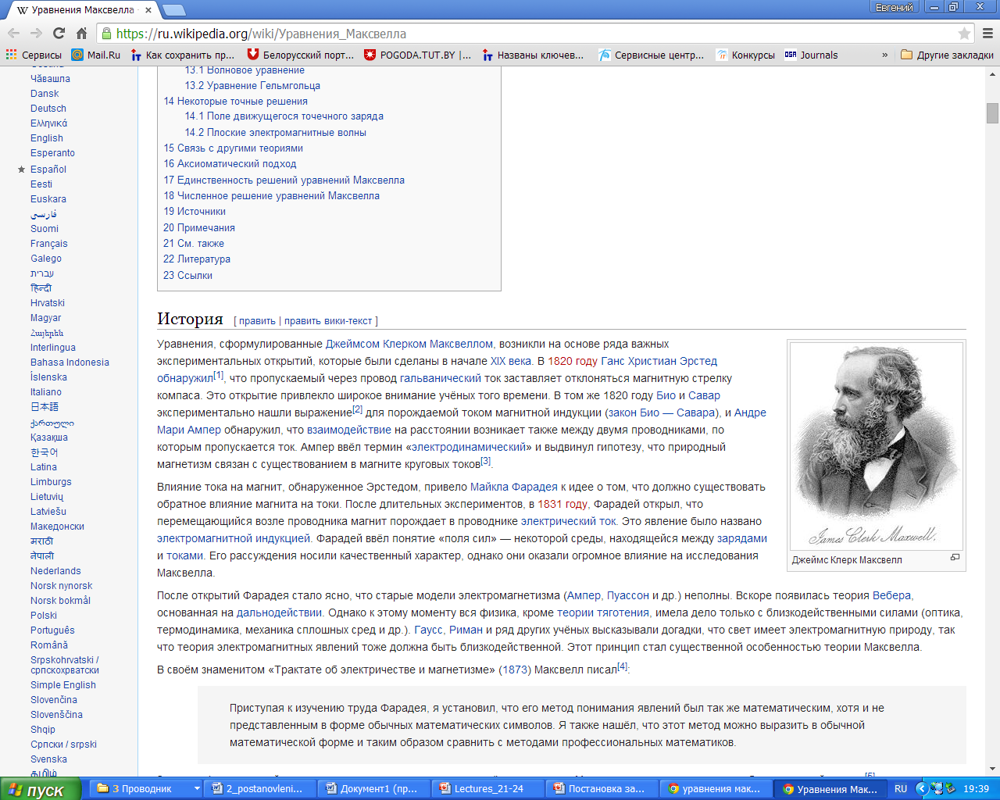 Уравнения Максвелла
Евгений
https://ru.wikipedia.org/wiki/Уравнения_Максвелла
Сервисы Mail.Ru Как сохранить пр... Белорусский порт... POGODA.TUT.BY |... Названы ключев... Сервисные центр... Конкурсы Journals » Другие закладки
Чӑвашла
Dansk
Deutsch
Ελληνικά
English
Esperanto
Español
Eesti
Euskara
فارسی
Suomi
Français
Galego
עברית
हिन्दी
Hrvatski
Magyar
Հայերեն
Interlingua
Bahasa Indonesia
Íslenska
Italiano
日本語
ქართული
Қазақша
한국어
Latina
Limburgs
Lietuvių
Latviešu
Македонски
मराठी
नेपाली
Nederlands
Norsk nynorsk
Norsk bokmål
Polski
Português
Română
Srpskohrvatski /
српскохрватски
Simple English
Slovenčina
Slovenščina
Shqip
Српски / srpski
Svenska
தமிழ்
13.1 Волновое уравнение
13.2 Уравнение Гельмгольца
14 Некоторые точные решения
14.1 Поле движущегося точечного заряда
14.2 Плоские электромагнитные волны
15 Связь с другими теориями
16 Аксиоматический подход
17 Единственность решений уравнений Максвелла
18 Численное решение уравнений Максвелла
19 Источники
20 Примечания
21 См. также
22 Литература
23 Ссылки
История [ править | править вики-текст ]
Уравнения, сформулированные Джеймсом Клерком Максвеллом, возникли на основе ряда важных
экспериментальных открытий, которые были сделаны в начале XIX века. В 1820 году Ганс Христиан Эрстед
обнаружил[1], что пропускаемый через провод гальванический ток заставляет отклоняться магнитную стрелку
компаса. Это открытие привлекло широкое внимание учёных того времени. В том же 1820 году Био и Савар
экспериментально нашли выражение[2] для порождаемой током магнитной индукции (закон Био — Савара), и Андре
Мари Ампер обнаружил, что взаимодействие на расстоянии возникает также между двумя проводниками, по
которым пропускается ток. Ампер ввёл термин «электродинамический» и выдвинул гипотезу, что природный
магнетизм связан с существованием в магните круговых токов[3].
Влияние тока на магнит, обнаруженное Эрстедом, привело Майкла Фарадея к идее о том, что должно существовать
обратное влияние магнита на токи. После длительных экспериментов, в 1831 году, Фарадей открыл, что
перемещающийся возле проводника магнит порождает в проводнике электрический ток. Это явление было названо
электромагнитной индукцией. Фарадей ввёл понятие «поля сил» — некоторой среды, находящейся между зарядами
и токами. Его рассуждения носили качественный характер, однако они оказали огромное влияние на исследования
Максвелла.
James Clerk Maxwell.
Джеймс Клерк Максвелл
После открытий Фарадея стало ясно, что старые модели электромагнетизма (Ампер, Пуассон и др.) неполны. Вскоре появилась теория Вебера,
основанная на дальнодействии. Однако к этому моменту вся физика, кроме теории тяготения, имела дело только с близкодейственными силами (оптика,
термодинамика, механика сплошных сред и др.). Гаусс, Риман и ряд других учёных высказывали догадки, что свет имеет электромагнитную природу, так
что теория электромагнитных явлений тоже должна быть близкодейственной. Этот принцип стал существенной особенностью теории Максвелла.
В своём знаменитом «Трактате об электричестве и магнетизме» (1873) Максвелл писал[4]:
Приступая к изучению труда Фарадея, я установил, что его метод понимания явлений был так же математическим, хотя и не
представленным в форме обычных математических символов. Я также нашёл, что этот метод можно выразить в обычной
математической форме и таким образом сравнить с методами профессиональных математиков.
пуск 3 Проводник 2_postanovleni... Документ1 (пр... Lectures_21-24 Постановка за... уравнения мак... Уравнения Мак... RU 19:39